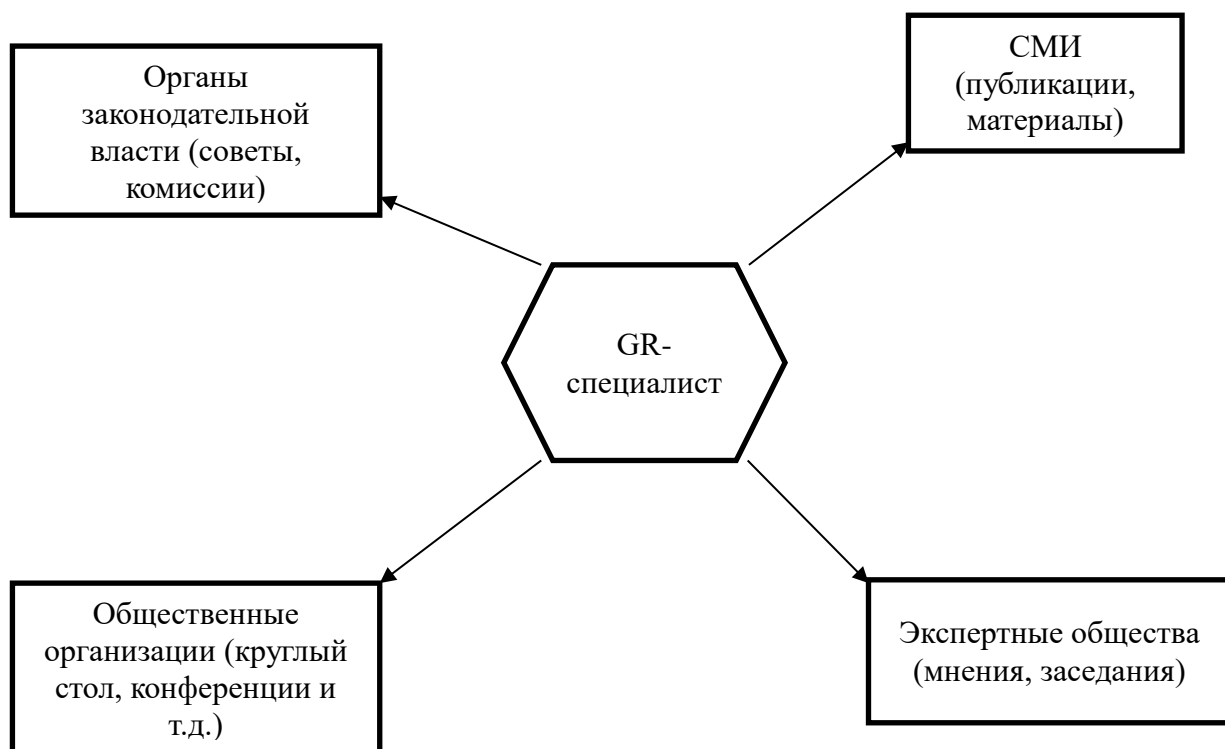 Органы
законодательной
власти (советы,
комиссии)
СМИ
(публикации,
материалы)
GR-
специалист
Общественные
организации (круглый
стол, конференции и
т.д.)
Экспертные общества
(мнения, заседания)